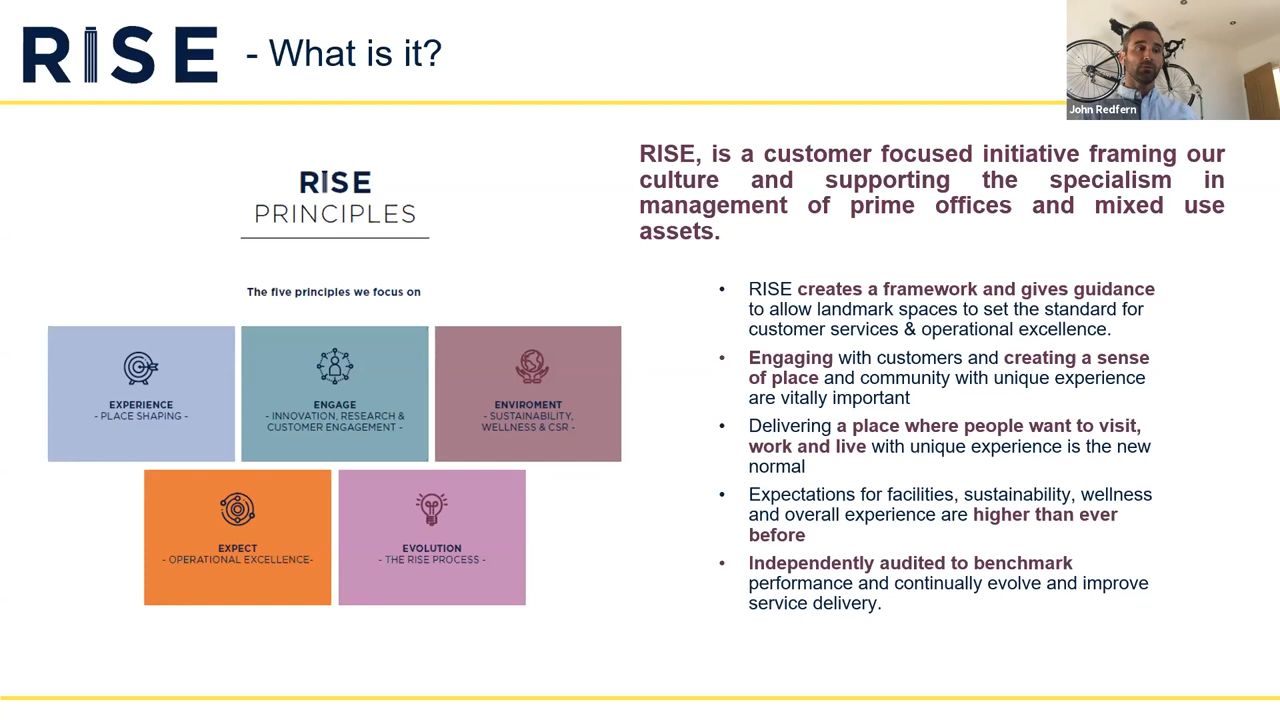 RISE - What is it?
John Redfern
RISE
PRINCIPLES
The five principles we focus on
EXPERIENCE
- PLACE SHAPING -
ENGAGE
- INNOVATION, RESEARCH &
CUSTOMER ENGAGEMENT -
ENVIROMENT
- SUSTAINABILITY,
WELLNESS & CSR -
EXPECT
- OPERATIONAL EXCELLENCE-
EVOLUTION
- THE RISE PROCESS -
RISE, is a customer focused initiative framing our
culture and supporting the specialism in
management of prime offices and mixed use
assets.
• RISE creates a framework and gives guidance
to allow landmark spaces to set the standard for
customer services & operational excellence.
• Engaging with customers and creating a sense
of place and community with unique experience
are vitally important
• Delivering a place where people want to visit,
work and live with unique experience is the new
normal
• Expectations for facilities, sustainability, wellness
and overall experience are higher than ever
before
• Independently audited to benchmark
performance and continually evolve and improve
service delivery.